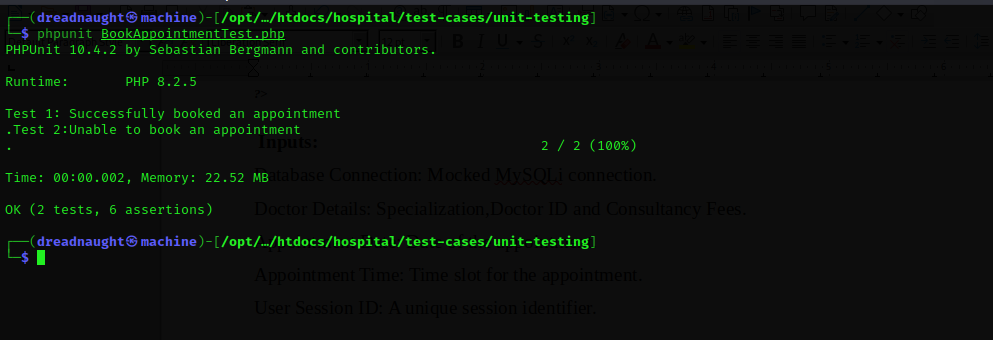 ┌──(dreadnaught㉿machine)-[/opt/…/htdocs/hospital/test-cases/unit-testing]
└─$ phpunit BookAppointmentTest.php
PHPUnit 10.4.2 by Sebastian Bergmann and contributors.
Runtime:       PHP 8.2.5
Test 1: Successfully booked an appointment
.Test 2:Unable to book an appointment
.                                                                   2 / 2 (100%)
?>
Inputs:
Time: 00:00.002, Memory: 22.52 MB
atabase Connection: Mocked MySQLi connection.
OK (2 tests, 6 assertions)
Doctor Details: Specialization,Doctor ID and Consultancy Fees.
┌──(dreadnaught㉿machine)-[/opt/…/htdocs/hospital/test-cases/unit-testing]
└─$
Appointment Time: Time slot for the appointment.
User Session ID: A unique session identifier.